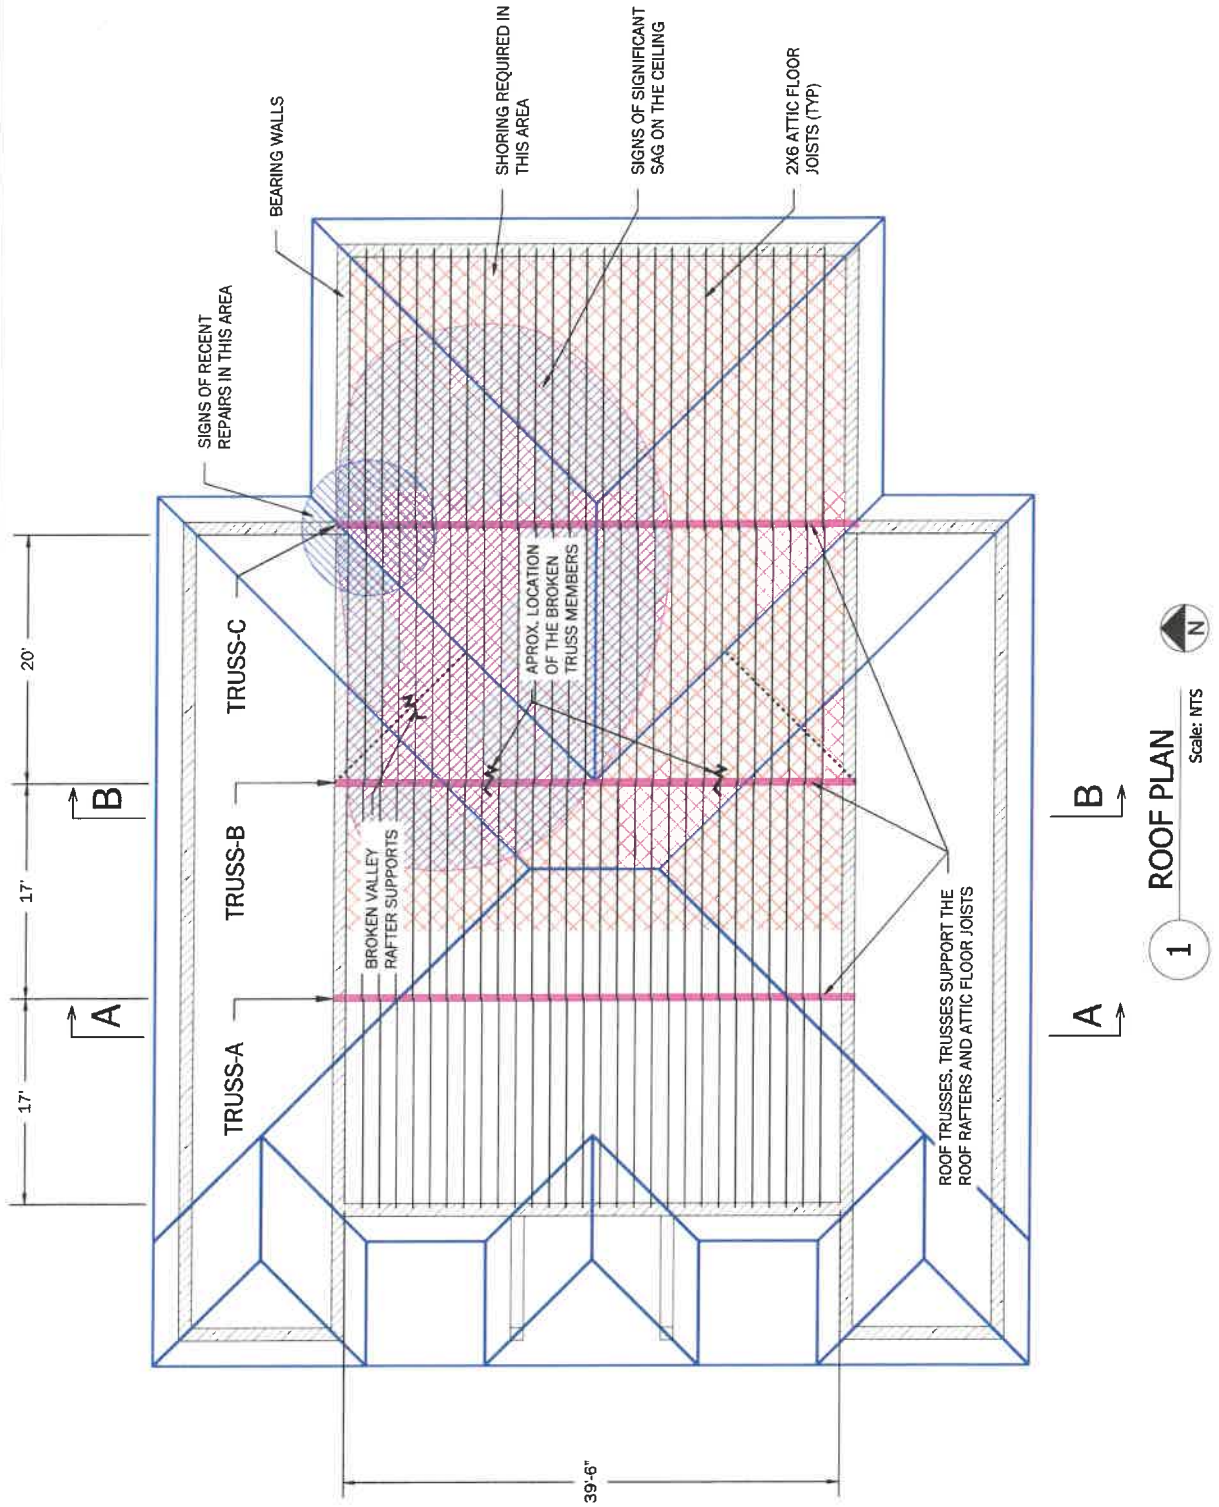 BEARING WALLS
SHORING REQUIRED IN
THIS AREA
SIGNS OF SIGNIFICANT
SAG ON THE CEILING
2X6 ATTIC FLOOR
JOISTS (TYP)
SIGNS OF RECENT
REPAIRS IN THIS AREA
20'
17'
17'
TRUSS-C
TRUSS-B
TRUSS-A
B
A
APROX. LOCATION
OF THE BROKEN
TRUSS MEMBERS
BROKEN VALLEY
RAFTER SUPPORTS
B
A
ROOF TRUSSES. TRUSSES SUPPORT THE
ROOF RAFTERS AND ATTIC FLOOR JOISTS
39'-6"
1
ROOF PLAN
Scale: NTS
N